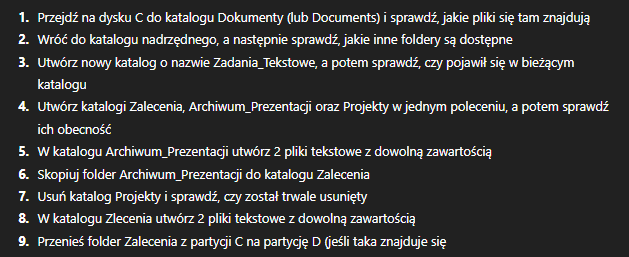 1. Przejdź na dysku C do katalogu Dokumenty (lub Documents) i sprawdź, jakie pliki się tam znajdują
2. Wróć do katalogu nadrzędnego, a następnie sprawdź, jakie inne foldery są dostępne
3. Utwórz nowy katalog o nazwie Zadania_Tekstowe, a potem sprawdź, czy pojawił się w bieżącym
katalogu
4. Utwórz katalogi Zalecenia, Archiwum_Prezentacji oraz Projekty w jednym poleceniu, a potem sprawdź
ich obecność
5. W katalogu Archiwum_Prezentacji utwórz 2 pliki tekstowe z dowolną zawartością
6. Skopiuj folder Archiwum_Prezentacji do katalogu Zalecenia
7. Usuń katalog Projekty i sprawdź, czy został trwale usunięty
8. W katalogu Zlecenia utwórz 2 pliki tekstowe z dowolną zawartością
9. Przenieś folder Zalecenia z partycji C na partycję D (jeśli taka znajduje się